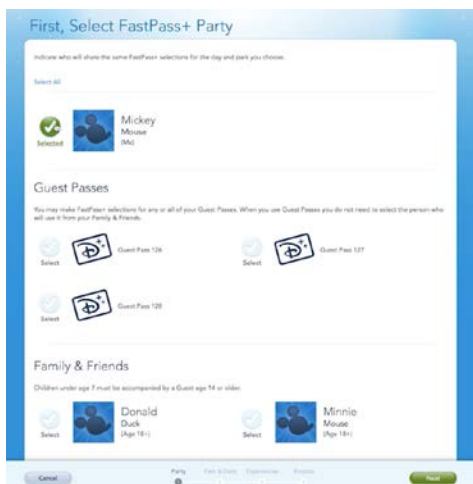 First, Select FastPass+ Party
Indicate who will share the same FastPass+ selections for the day and park you choose.
Select All
Selected
Mickey
Mouse
(Me)
Guest Passes
You may make FastPass+ selections for any or all of your Guest Passes. When you use Guest Passes you do not need to select the person who
will use it from your Family & Friends.
Select
Guest Pass 126
Select
Guest Pass 127
Select
Guest Pass 128
Family & Friends
Children under age 7 must be accompanied by a Guest age 14 or older.
Select
Donald
Duck
(Age 18+)
Select
Minnie
Mouse
(Age 18+)
Cancel
Party
Park & Date
Experiences
Next